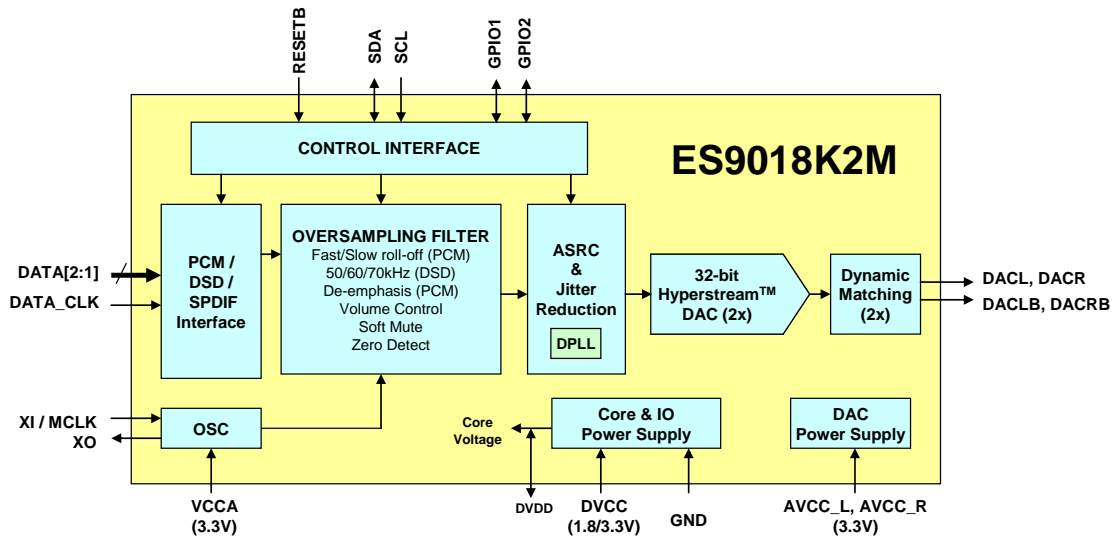 RESETB
SDA
SCL
GPIO1
GPIO2
CONTROL INTERFACE
ES9018K2M
DATA[2:1]
DATA_CLK
PCM /
DSD /
SPDIF
Interface
OVERSAMPLING FILTER
Fast/Slow roll-off (PCM)
50/60/70kHz (DSD)
De-emphasis (PCM)
Volume Control
Soft Mute
Zero Detect
ASRC
&
Jitter
Reduction
DPLL
32-bit
Hyperstream™
DAC (2x)
Dynamic
Matching
(2x)
DACL, DACR
DACLB, DACRB
XI / MCLK
XO
OSC
Core
Voltage
Core & IO
Power Supply
DAC
Power Supply
VCCA
(3.3V)
DVDD
DVCC
(1.8/3.3V)
GND
AVCC_L, AVCC_R
(3.3V)